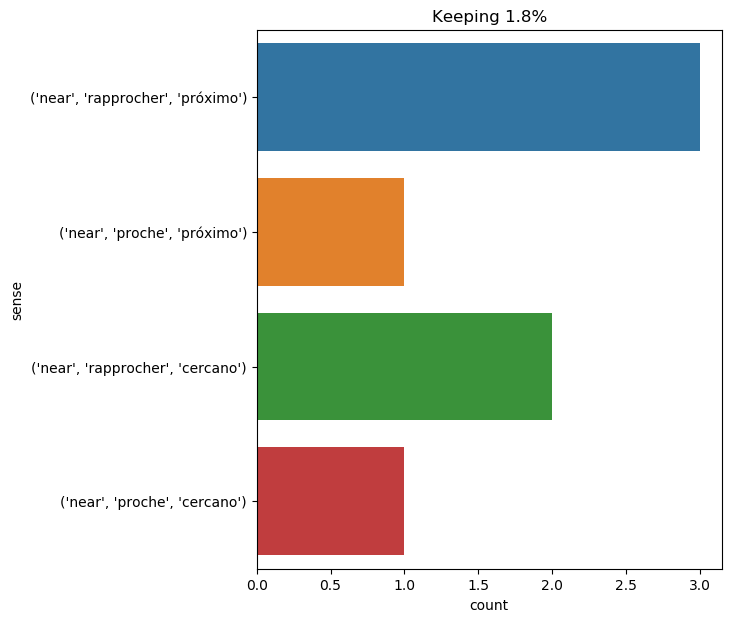 Keeping 1.8%
('near', 'rapprocher', 'próximo')
('near', 'proche', 'próximo')
('near', 'rapprocher', 'cercano')
('near', 'proche', 'cercano')
sense
0.0 0.5 1.0 1.5 2.0 2.5 3.0
count